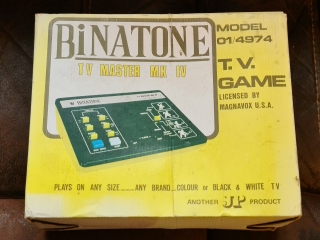 BiNATONE
TV MASTER MK IV
MODEL
01/4974
T.V.
GAME
LICENSED BY
MAGNAVOX U.S.A.
BINATONE
PLAYS ON ANY SIZE.......ANY BRAND...COLOUR or BLACK & WHITE TV
ANOTHER JP PRODUCT